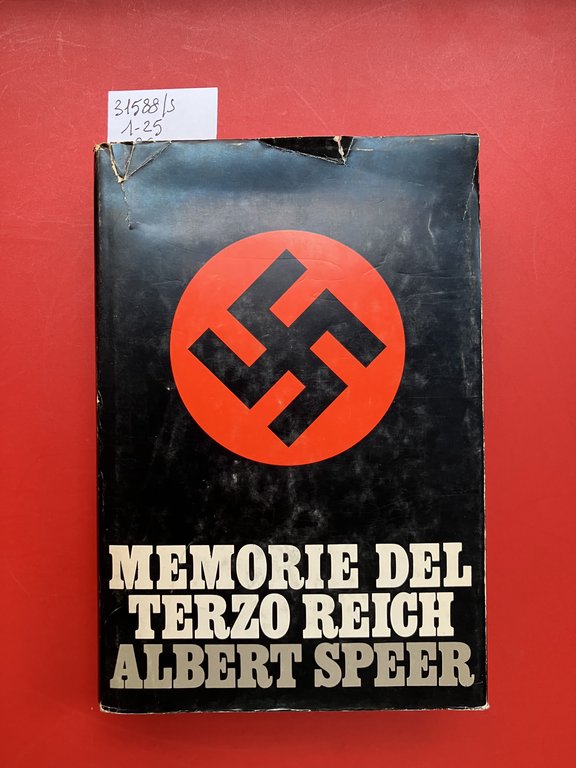 31588/s
1-25
MEMORIE DEL
TERZO REICH
ALBERT SPEER